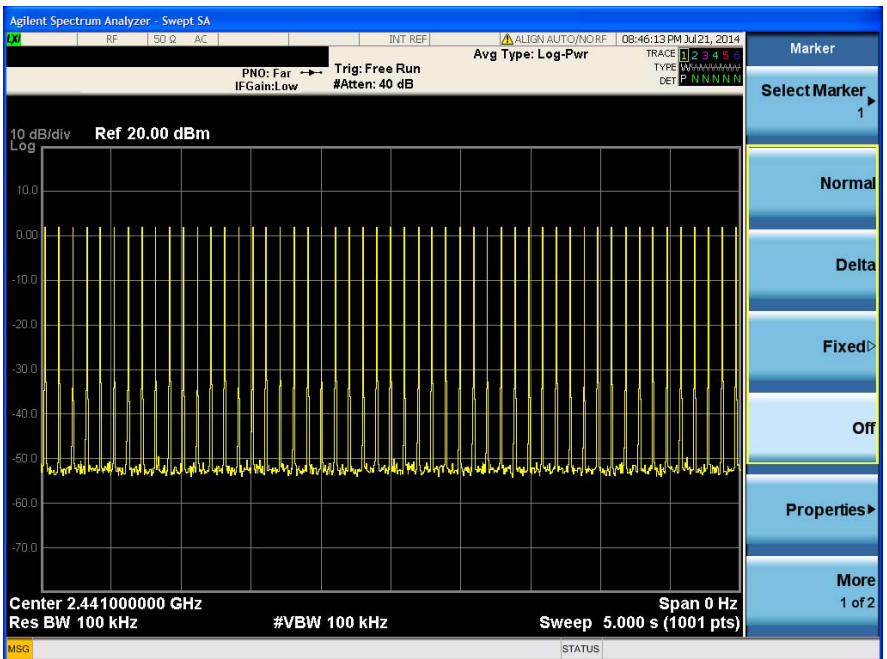 Agilent Spectrum Analyzer - Swept SA
LXI RF 50 Ω AC INT REF ALIGN AUTO/NO RF 08:46:13 PM Jul 21, 2014
Avg Type: Log-Pwr
TRACE 1 2 3 4 5 6
TYPE W
DET P N N N N N
PNO: Far
IFGain:Low
Trig: Free Run
#Atten: 40 dB
10 dB/div Ref 20.00 dBm
Log
10.0
0.00
-10.0
-20.0
-30.0
-40.0
-50.0
-60.0
-70.0
Center 2.441000000 GHz Span 0 Hz
Res BW 100 kHz #VBW 100 kHz Sweep 5.000 s (1001 pts)
MSG STATUS
Marker
Select Marker
1
Normal
Delta
Fixed
Off
Properties
More
1 of 2